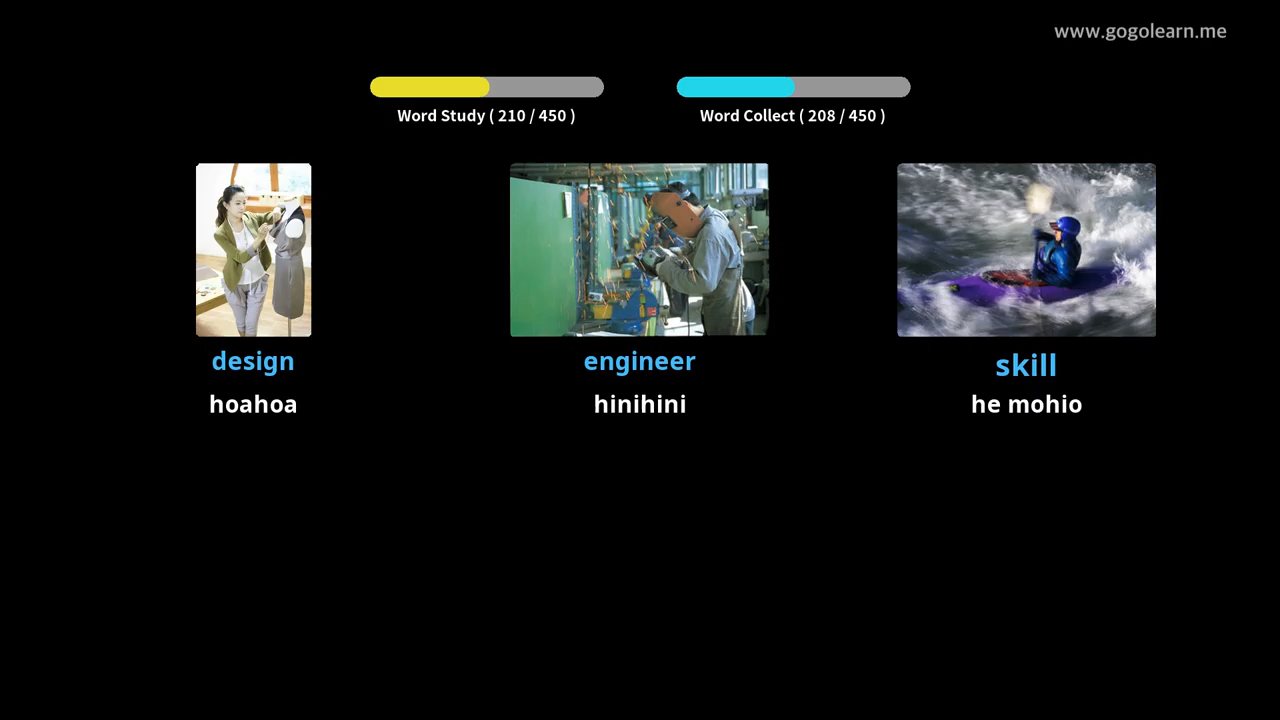 www.gogolearn.me
Word Study ( 210 / 450 )
Word Collect ( 208 / 450 )
design
engineer
skill
hoahoa
hinihini
he mohio